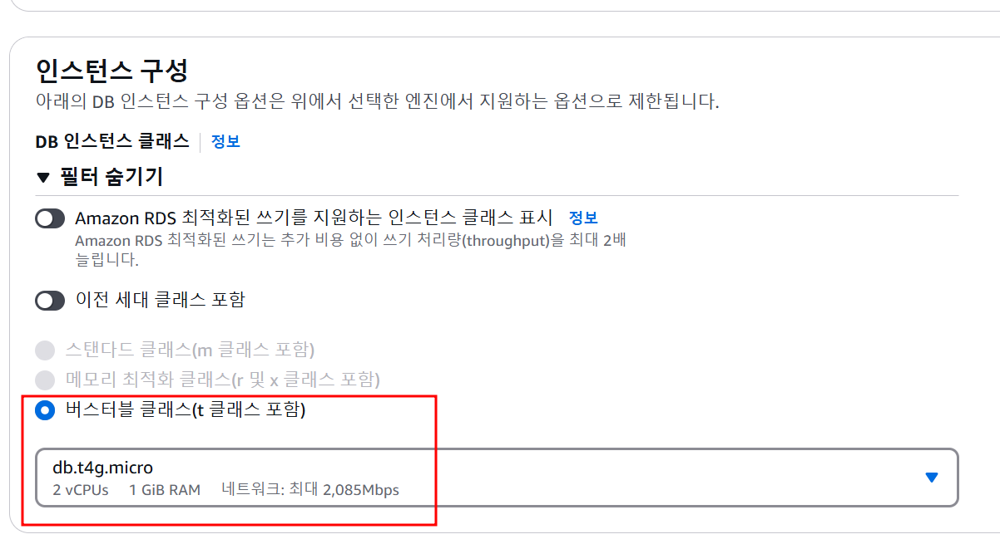 인스턴스 구성
아래의 DB 인스턴스 구성 옵션은 위에서 선택한 엔진에서 지원하는 옵션으로 제한됩니다.
DB 인스턴스 클래스 정보
필터 숨기기
Amazon RDS 최적화된 쓰기를 지원하는 인스턴스 클래스 표시 정보
Amazon RDS 최적화된 쓰기는 추가 비용 없이 쓰기 처리량(throughput)을 최대 2배
늘립니다.
이전 세대 클래스 포함
스탠다드 클래스(m 클래스 포함)
메모리 최적화 클래스(r 및 x 클래스 포함)
버스터블 클래스(t 클래스 포함)
db.t4g.micro
2 vCPUs 1 GiB RAM 네트워크: 최대 2,085Mbps